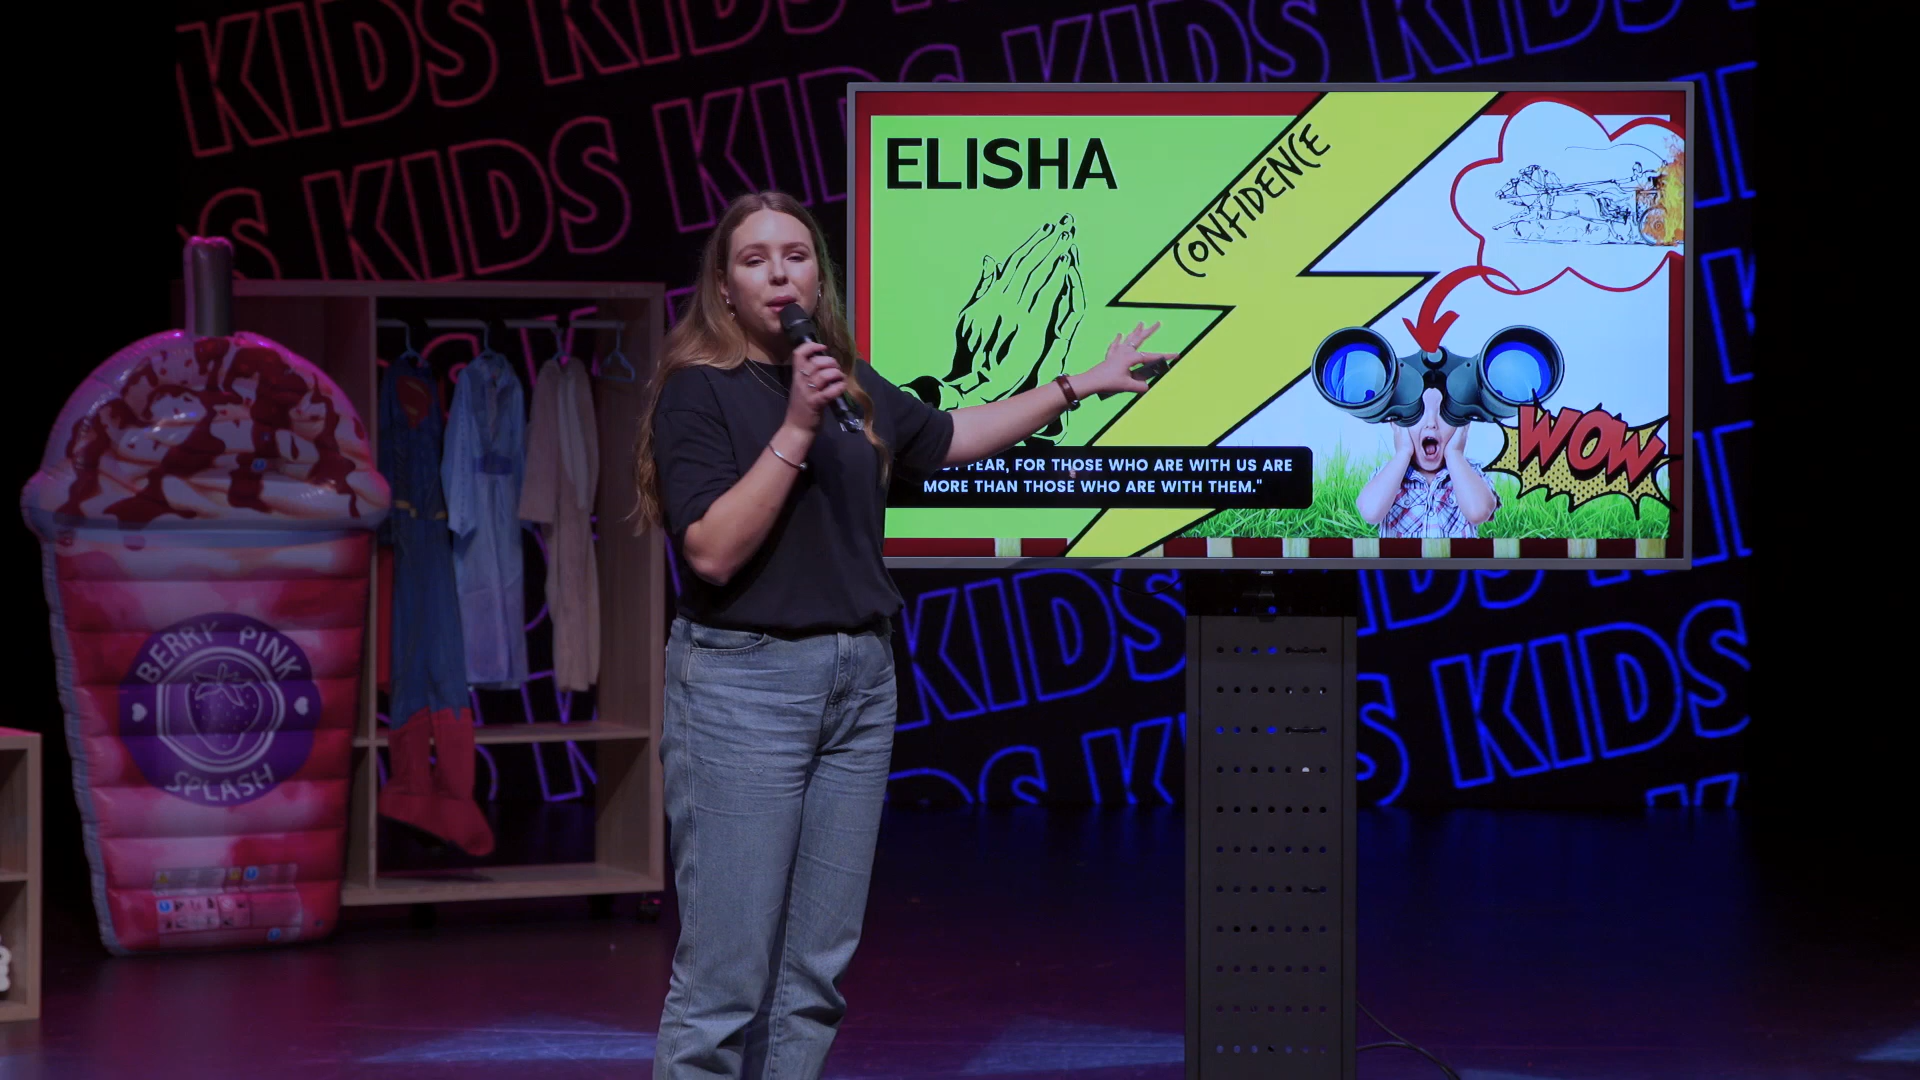 KIDS KIDS KIDS
KIDS KIDS KIDS KIDS
S KIDS KIDS
ELISHA
CONFIDENCE
FEAR, FOR THOSE WHO ARE WITH US ARE
MORE THAN THOSE WHO ARE WITH THEM."
WOW
BERRY PINK
SPLASH
KIDS
KIDS KIDS